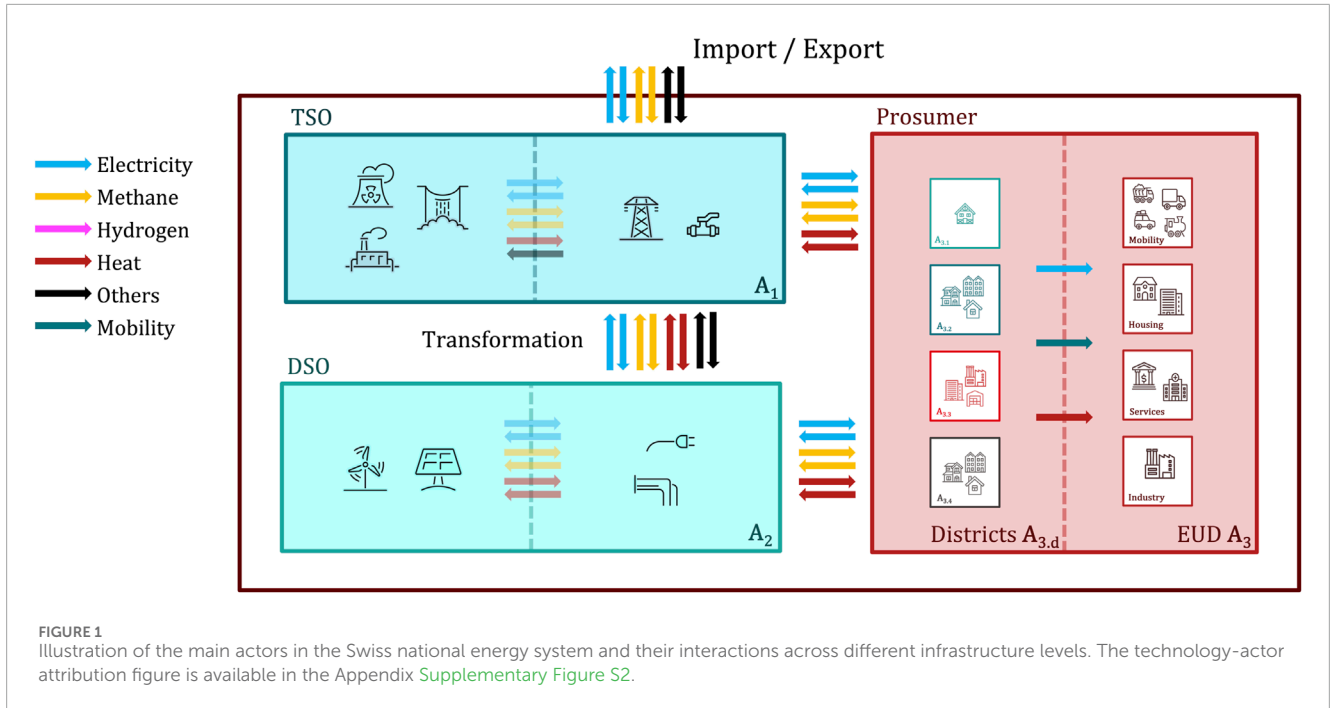 Import / Export
TSO
Prosumer
Electricity
Methane
Hydrogen
Heat
Others
Mobility
A1
Transformation
DSO
A2
A3.1
A3.2
A3.3
A3.4
Mobility
Housing
Services
Industry
Districts A3.d
EUD A3
FIGURE 1
Illustration of the main actors in the Swiss national energy system and their interactions across different infrastructure levels. The technology-actor
attribution figure is available in the Appendix Supplementary Figure S2.